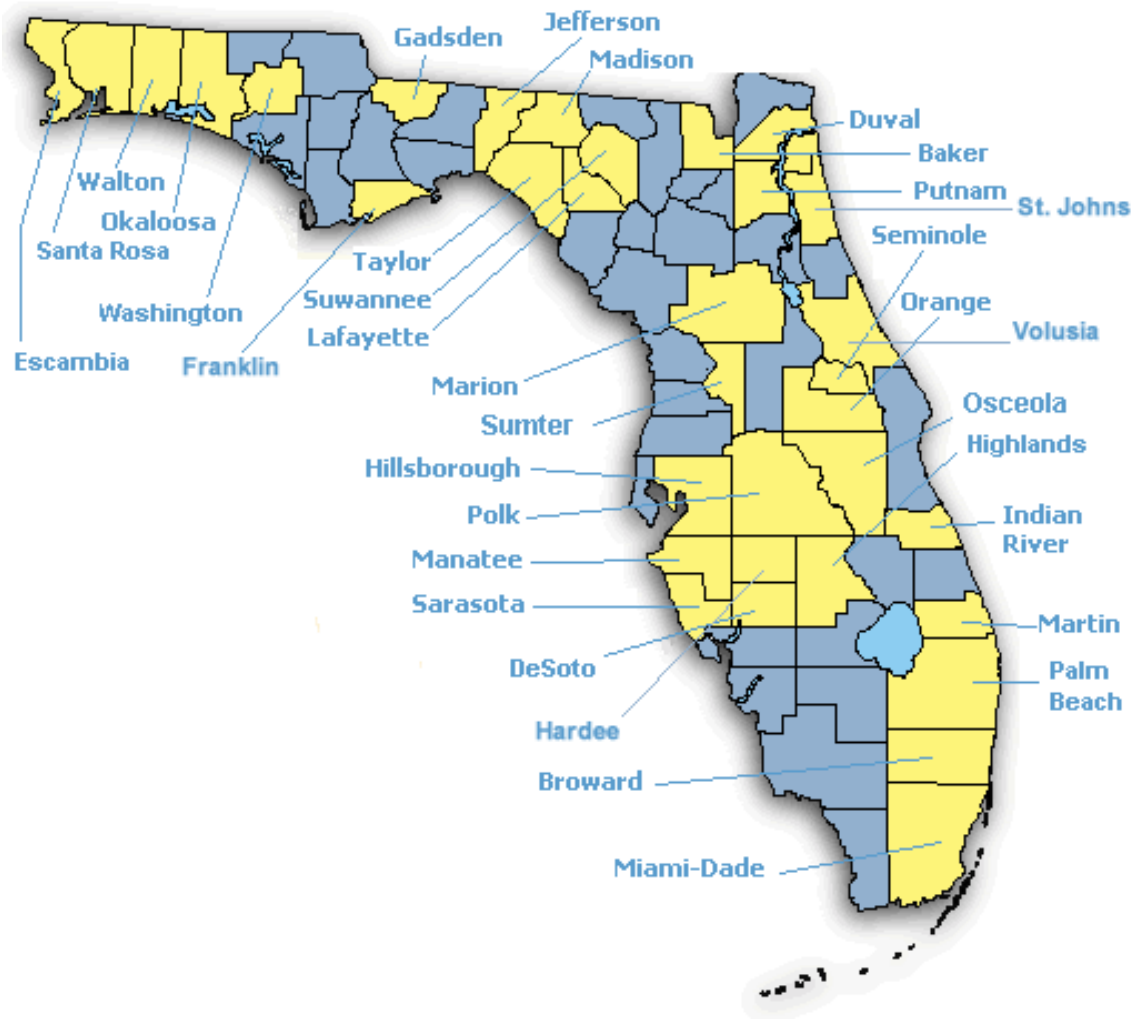 Jefferson
Gadsden
Madison
Duval
Baker
Putnam
St. Johns
Seminole
Orange
Volusia
Walton
Okaloosa
Santa Rosa
Washington
Escambia
Franklin
Taylor
Suwannee
Lafayette
Marion
Sumter
Osceola
Highlands
Hillsborough
Polk
Indian
River
Manatee
Sarasota
Martin
DeSoto
Palm
Beach
Hardee
Broward
Miami-Dade